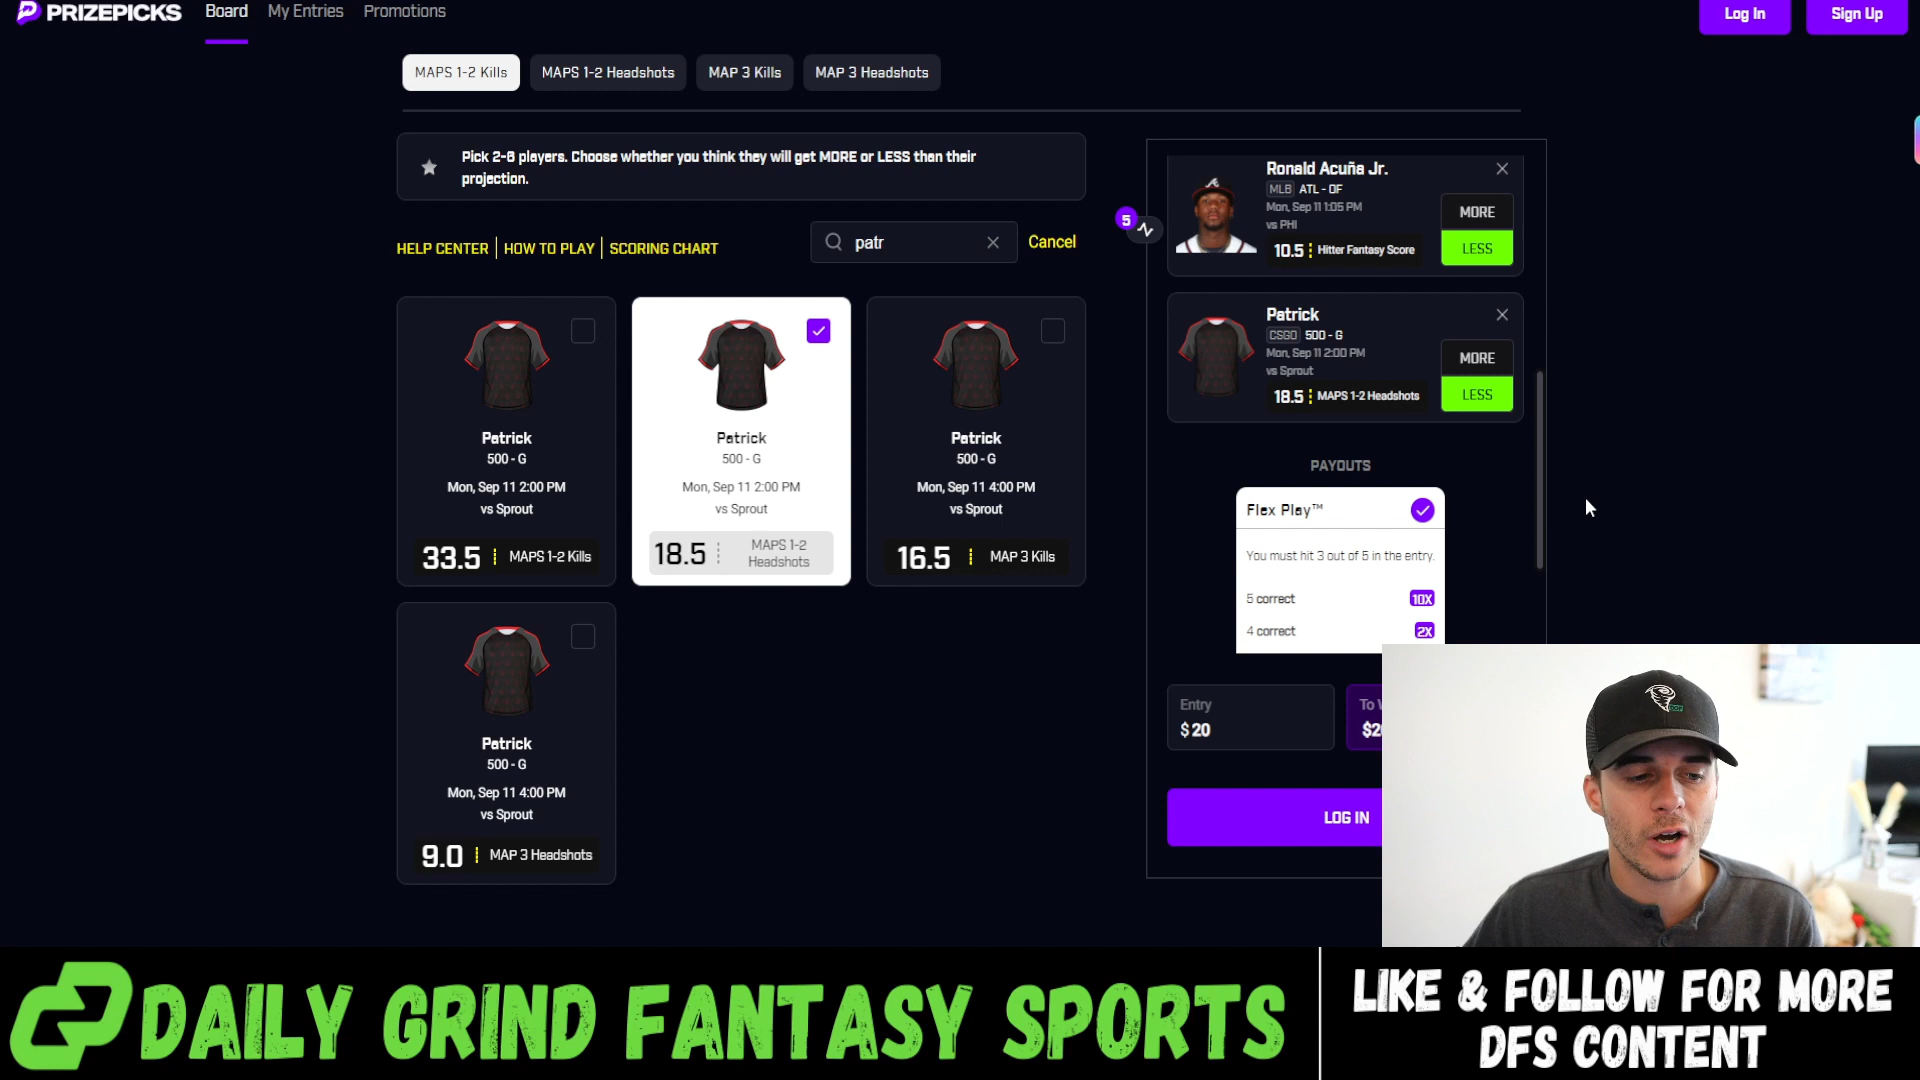 PRIZEPICKS Board My Entries Promotions Log In Sign Up
MAPS 1-2 Kills MAPS 1-2 Headshots MAP 3 Kills MAP 3 Headshots
Pick 2-6 players. Choose whether you think they will get MORE or LESS than their
projection.
HELP CENTER HOW TO PLAY SCORING CHART
patr
Cancel
Patrick
500 - G
Mon, Sep 11 2:00 PM
vs Sprout
33.5 MAPS 1-2 Kills
Patrick
500 - G
Mon, Sep 11 2:00 PM
vs Sprout
18.5 MAPS 1-2
Headshots
Patrick
500 - G
Mon, Sep 11 4:00 PM
vs Sprout
16.5 MAP 3 Kills
Patrick
500 - G
Mon, Sep 11 4:00 PM
vs Sprout
9.0 MAP 3 Headshots
5
Ronald Acuña Jr.
MLB ATL - OF
Mon, Sep 11 1:05 PM
vs PHI
10.5 Hitter Fantasy Score
MORE
LESS
Patrick
CSGO 500 - G
Mon, Sep 11 2:00 PM
vs Sprout
18.5 MAPS 1-2 Headshots
MORE
LESS
PAYOUTS
Flex Play™
You must hit 3 out of 5 in the entry.
5 correct 10X
4 correct 2X
Entry
$ 20
To
LOG IN
DAILY GRIND FANTASY SPORTS
LIKE & FOLLOW FOR MORE
DFS CONTENT